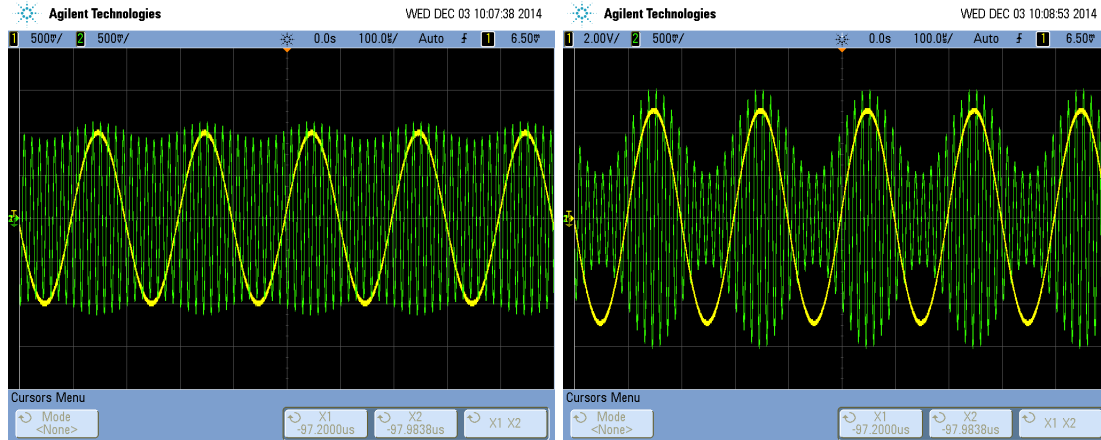 Agilent Technologies WED DEC 03 10:07:38 2014
1 500mV/ 2 500mV/ 0.0s 100.0us/ Auto 1 6.50mV
Cursors Menu
Mode X1 X2 X1 X2
<None> -97.2000us -97.9838us
Agilent Technologies WED DEC 03 10:08:53 2014
1 2.00V/ 2 500mV/ 0.0s 100.0us/ Auto 1 6.50mV
Cursors Menu
Mode X1 X2 X1 X2
<None> -97.2000us -97.9838us